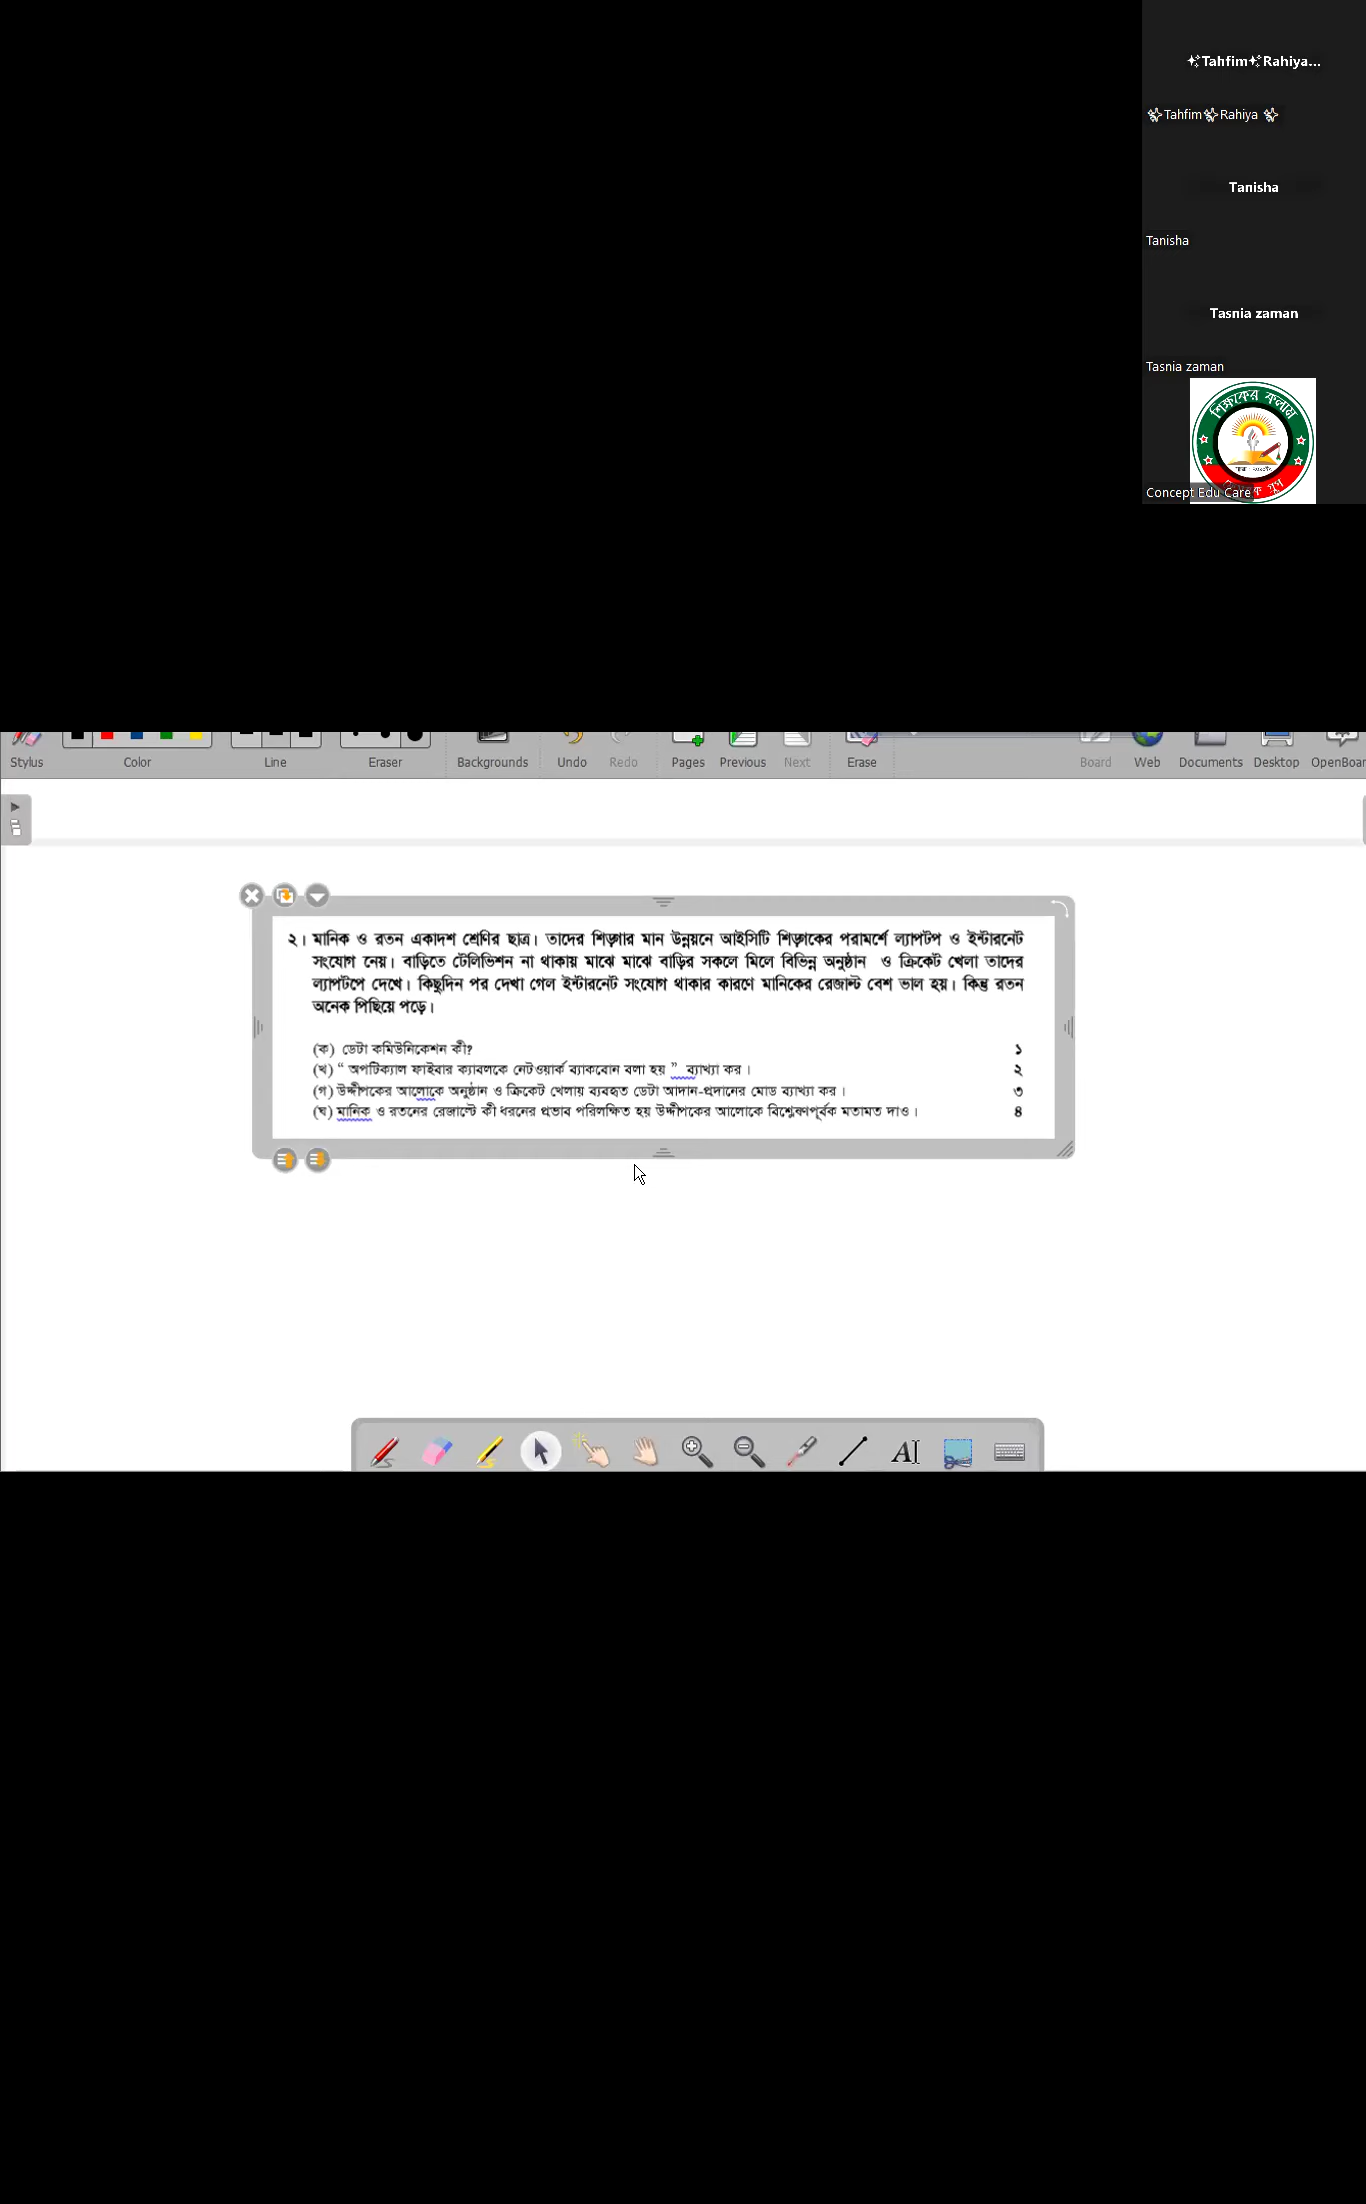 ✨Tahfim✨Rahiya...
✨Tahfim✨Rahiya ✨
Tanisha
Tanisha
Tasnia zaman
Tasnia zaman
শিক্ষকের কলাম
Concept Edu Care
Stylus Color Line Eraser Backgrounds Undo Redo Pages Previous Next Erase Board Web Documents Desktop OpenBoar
২। মানিক ও রতন একাদশ শ্রেণির ছাত্র। তাদের শিড়্গার মান উন্নয়নে আইসিটি শিড়্গকের পরামর্শে ল্যাপটপ ও ইন্টারনেট
সংযোগ নেয়। বাড়িতে টেলিভিশন না থাকায় মাঝে মাঝে বাড়ির সকলে মিলে বিভিন্ন অনুষ্ঠান ও ক্রিকেট খেলা তাদের
ল্যাপটপে দেখে। কিছুদিন পর দেখা গেল ইন্টারনেট সংযোগ থাকার কারণে মানিকের রেজাল্ট বেশ ভাল হয়। কিন্তু রতন
অনেক পিছিয়ে পড়ে।
(ক) ডেটা কমিউনিকেশন কী? ১
(খ) “ অপটিক্যাল ফাইবার ক্যাবলকে নেটওয়ার্ক ব্যাকবোন বলা হয় ” ব্যাখ্যা কর। ২
(গ) উদ্দীপকের আলোকে অনুষ্ঠান ও ক্রিকেট খেলায় ব্যবহৃত ডেটা আদান-প্রদানের মোড ব্যাখ্যা কর। ৩
(ঘ) মানিক ও রতনের রেজাল্টে কী ধরনের প্রভাব পরিলক্ষিত হয় উদ্দীপকের আলোকে বিশ্লেষণপূর্বক মতামত দাও। ৪